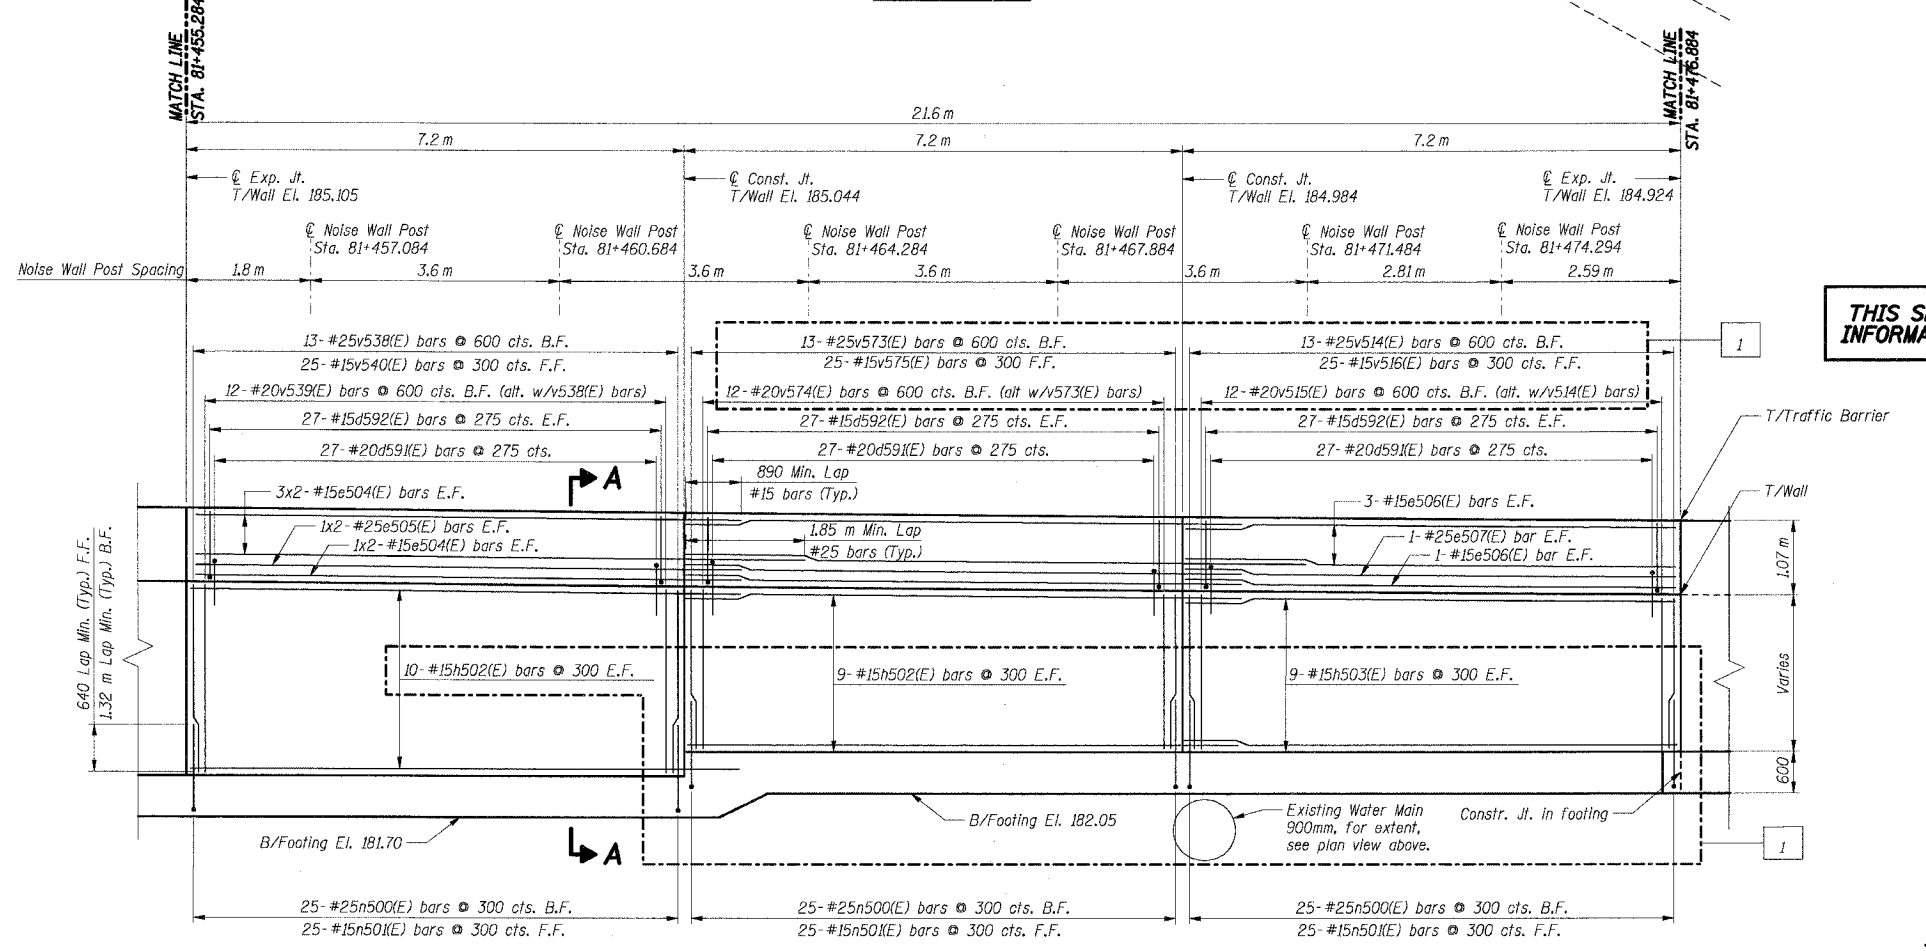 MATCH LINE
STA. 81+455.284
MATCH LINE
STA. 81+476.884
21.6 m
7.2 m
7.2 m
7.2 m
℄ Exp. Jt.
T/Wall El. 185.105
℄ Const. Jt.
T/Wall El. 185.044
℄ Const. Jt.
T/Wall El. 184.984
℄ Exp. Jt.
T/Wall El. 184.924
℄ Noise Wall Post
Sta. 81+457.084
℄ Noise Wall Post
Sta. 81+460.684
℄ Noise Wall Post
Sta. 81+464.284
℄ Noise Wall Post
Sta. 81+467.884
℄ Noise Wall Post
Sta. 81+471.484
℄ Noise Wall Post
Sta. 81+474.294
Noise Wall Post Spacing
1.8 m
3.6 m
3.6 m
3.6 m
3.6 m
2.81 m
2.59 m
13- #25v538(E) bars @ 600 cts. B.F.
25- #15v540(E) bars @ 300 cts. F.F.
12- #20v539(E) bars @ 600 cts. B.F. (alt. w/v538(E) bars)
27- #15d592(E) bars @ 275 cts. E.F.
27- #20d591(E) bars @ 275 cts.
13- #25v573(E) bars @ 600 cts. B.F.
25- #15v575(E) bars @ 300 F.F.
12- #20v574(E) bars @ 600 cts. B.F. (alt w/v573(E) bars)
27- #15d592(E) bars @ 275 cts. E.F.
27- #20d591(E) bars @ 275 cts.
13- #25v514(E) bars @ 600 cts. B.F.
25- #15v516(E) bars @ 300 cts. F.F.
12- #20v515(E) bars @ 600 cts. B.F. (alt. w/v514(E) bars)
27- #15d592(E) bars @ 275 cts. E.F.
27- #20d591(E) bars @ 275 cts.
1
THIS S
INFORMA
T/Traffic Barrier
T/Wall
A
890 Min. Lap
#15 bars (Typ.)
1.85 m Min. Lap
#25 bars (Typ.)
3x2- #15e504(E) bars E.F.
1x2- #25e505(E) bars E.F.
1x2- #15e504(E) bars E.F.
3- #15e506(E) bars E.F.
1- #25e507(E) bar E.F.
1- #15e506(E) bar E.F.
1.07 m
Varies
600
640 Lap Min. (Typ.) F.F.
1.32 m Lap Min. (Typ.) B.F.
10- #15h502(E) bars @ 300 E.F.
9- #15h502(E) bars @ 300 E.F.
9- #15h503(E) bars @ 300 E.F.
B/Footing El. 181.70
A
B/Footing El. 182.05
Existing Water Main
900mm, for extent,
see plan view above.
Constr. Jt. in footing
1
25- #25n500(E) bars @ 300 cts. B.F.
25- #15n501(E) bars @ 300 cts. F.F.
25- #25n500(E) bars @ 300 cts. B.F.
25- #15n501(E) bars @ 300 cts. F.F.
25- #25n500(E) bars @ 300 cts. B.F.
25- #15n501(E) bars @ 300 cts. F.F.